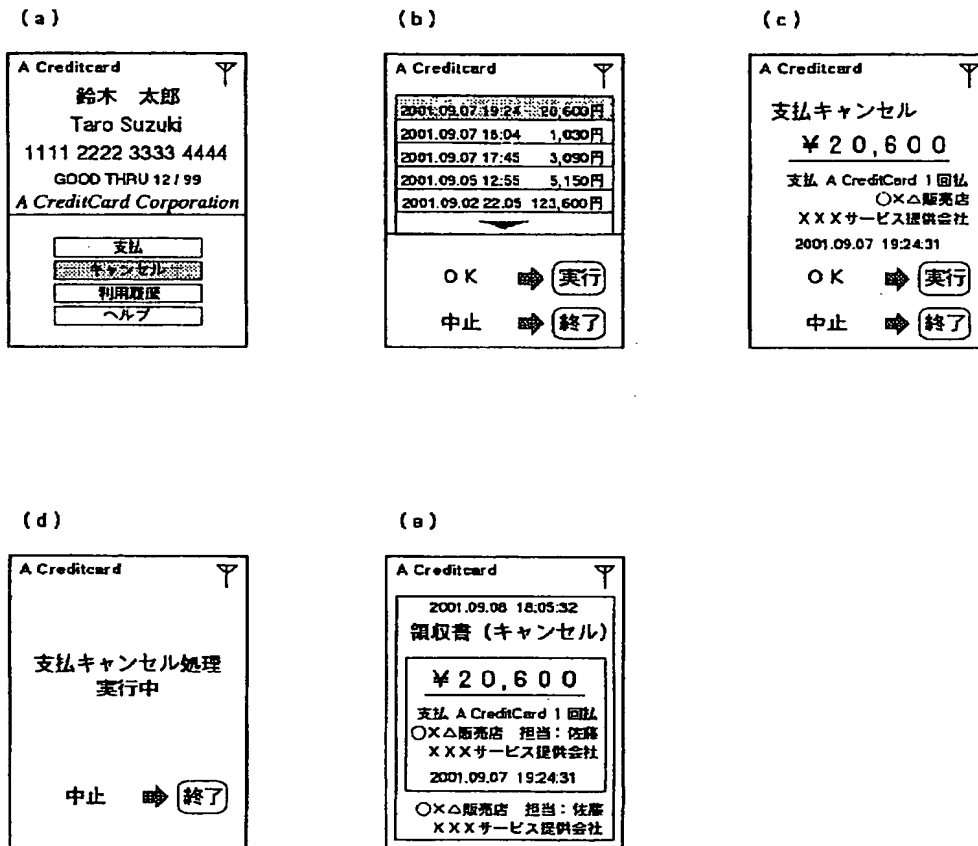 (a)
A Creditcard
鈴木 太郎
Taro Suzuki
1111 2222 3333 4444
GOOD THRU 12 / 99
A CreditCard Corporation
支払
キャンセル
利用履歴
ヘルプ
(b)
A Creditcard
2001.09.07 19:24 20,600円
2001.09.07 18:04 1,030円
2001.09.07 17:45 3,090円
2001.09.05 12:55 5,150円
2001.09.02 22.05 123,600円
OK 実行
中止 終了
(c)
A Creditcard
支払キャンセル
¥20,600
支払 A CreditCard 1回払
○×△販売店
XXXサービス提供会社
2001.09.07 19:24:31
OK 実行
中止 終了
(d)
A Creditcard
支払キャンセル処理
実行中
中止 終了
(e)
A Creditcard
2001.09.08 18:05:32
領収書(キャンセル)
¥20,600
支払 A CreditCard 1回払
○×△販売店 担当:佐藤
XXXサービス提供会社
2001.09.07 19:24:31
○×△販売店 担当:佐藤
XXXサービス提供会社